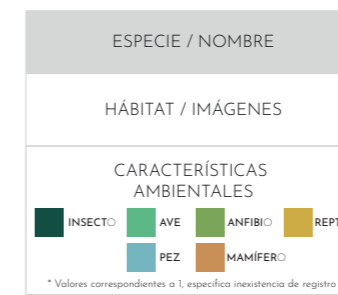 ESPECIE / NOMBRE
HÁBITAT / IMÁGENES
CARACTERÍSTICAS
AMBIENTALES
INSECTO AVE ANFIBIO REPT
PEZ MAMÍFERO
* Valores correspondientes a 1, especifica inexistencia de registro